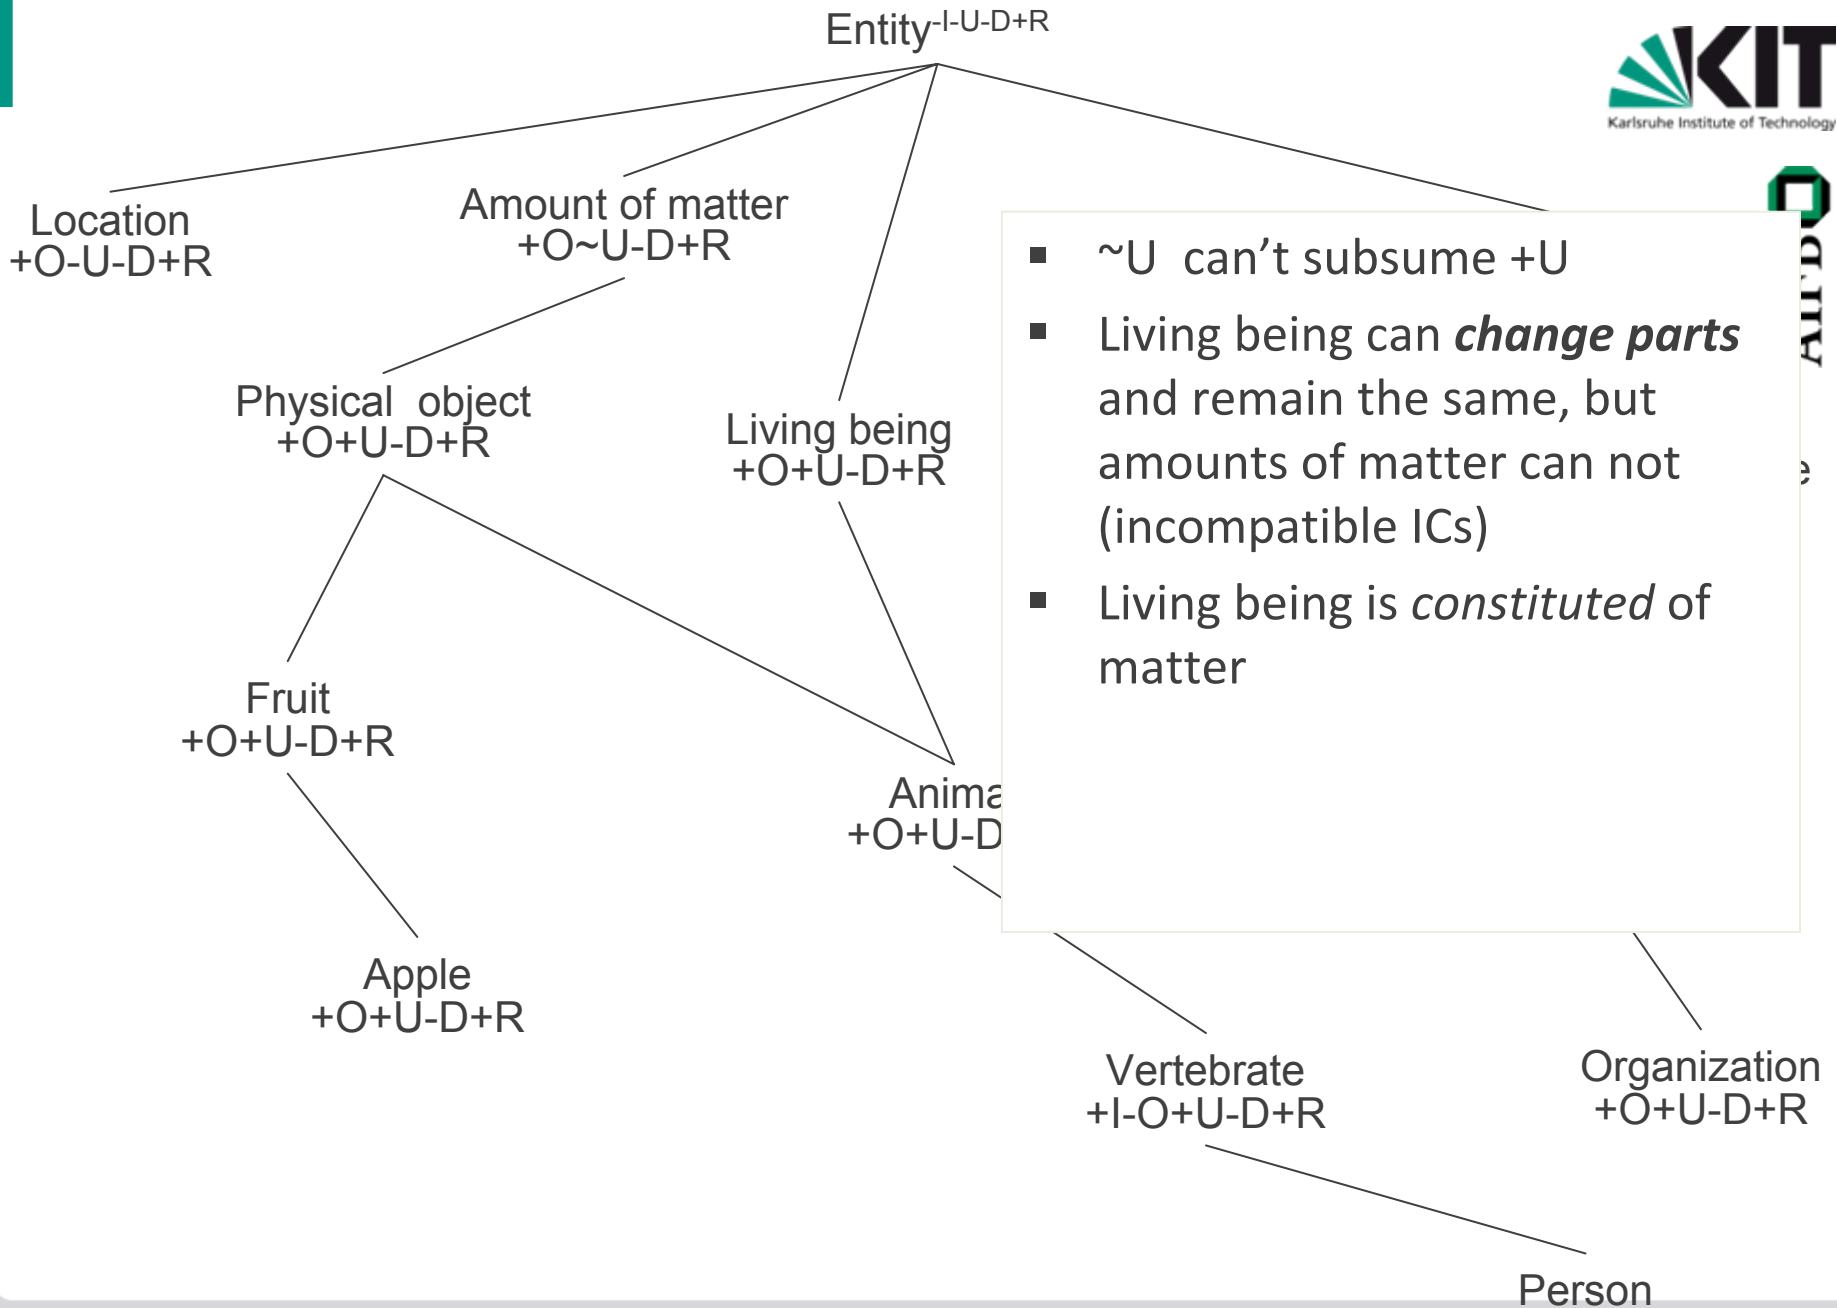 Entity-I-U-D+R
KIT
Karlsruhe Institute of Technology
Location
+O-U-D+R
Amount of matter
+O~U-D+R
Physical object
+O+U-D+R
Living being
+O+U-D+R
▪ ~U can't subsume +U
▪ Living being can change parts
and remain the same, but
amounts of matter can not
(incompatible ICs)
▪ Living being is constituted of
matter
Fruit
+O+U-D+R
Apple
+O+U-D+R
Vertebrate
+I-O+U-D+R
Organization
+O+U-D+R
Person